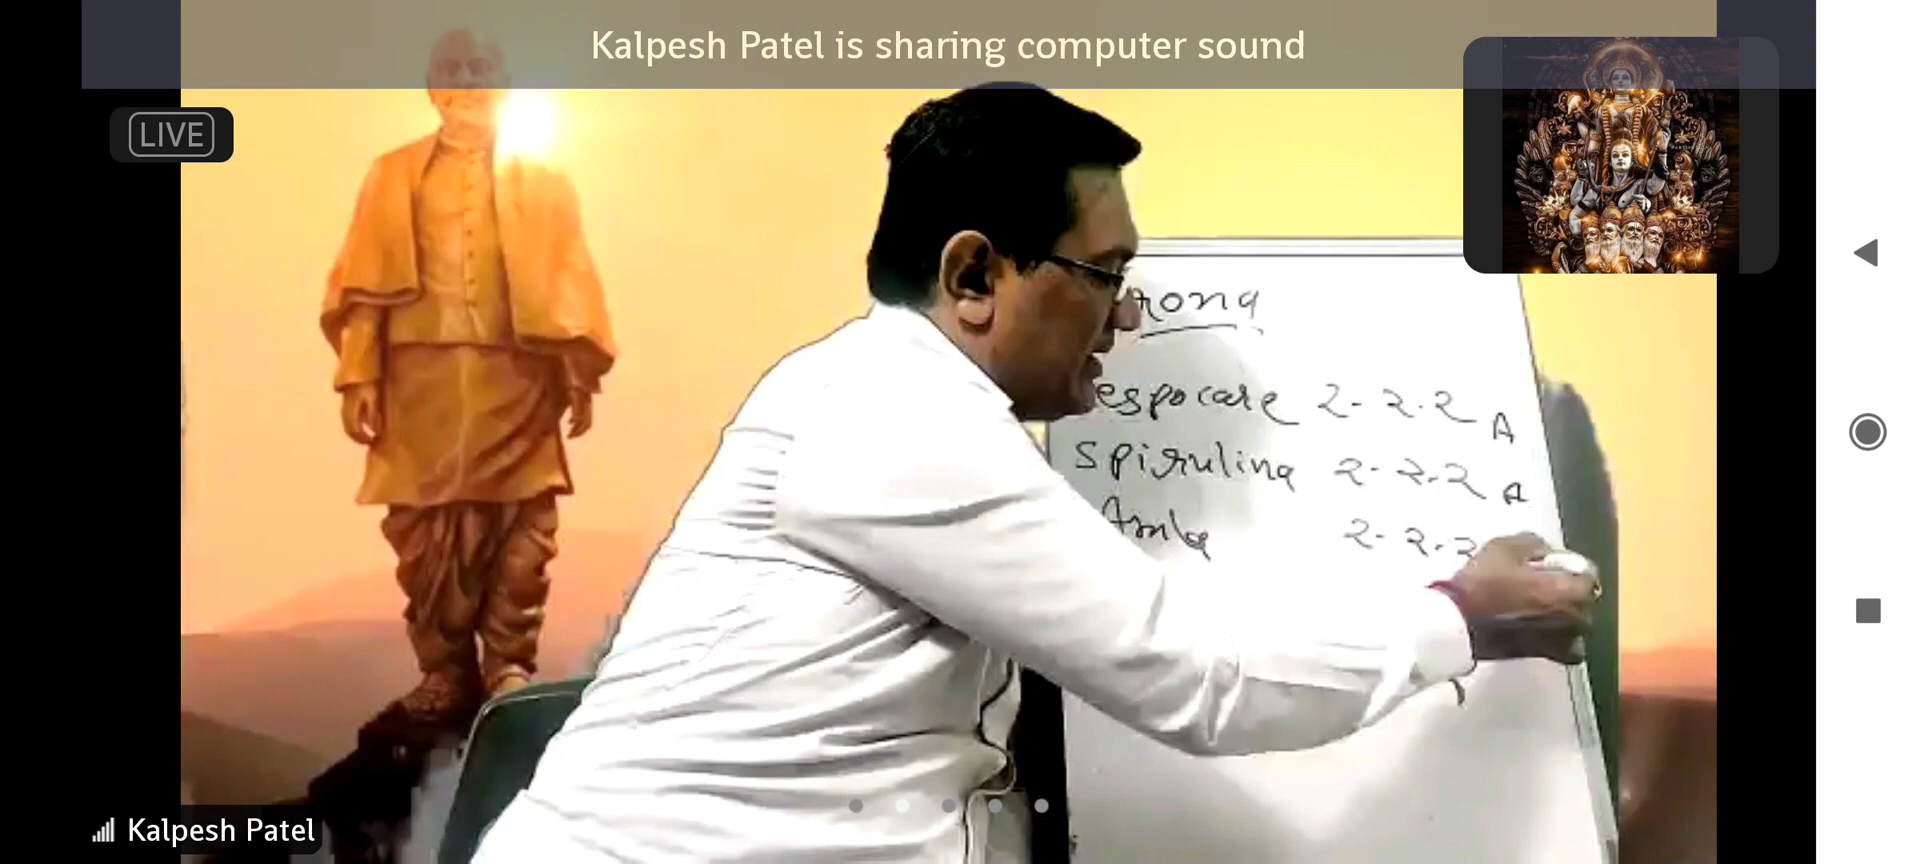 Kalpesh Patel is sharing computer sound
LIVE
rona
espocare 2-2-2 A
Spirulina 2-2-2 A
Amla 2-2-2
Kalpesh Patel